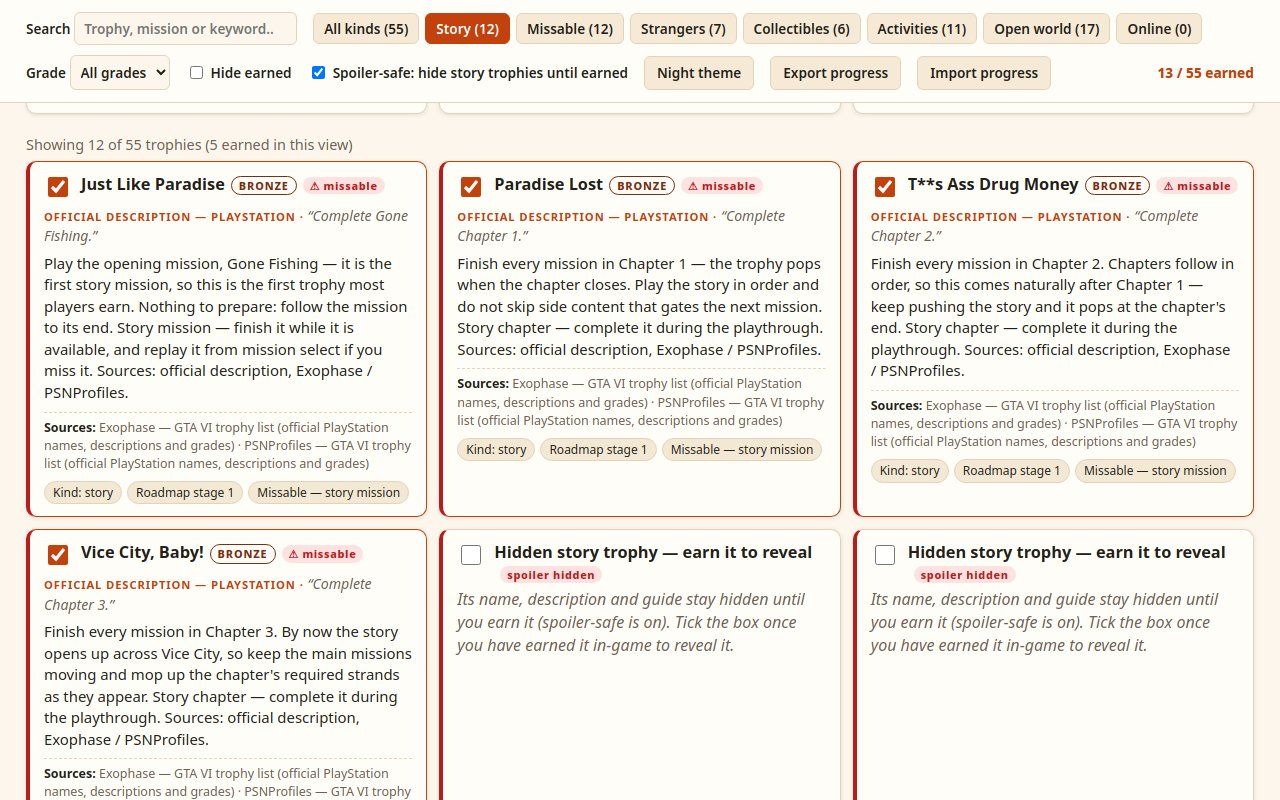 Search Trophy, mission or keyword.. All kinds (55) Story (12) Missable (12) Strangers (7) Collectibles (6) Activities (11) Open world (17) Online (0)
Grade All grades Hide earned Spoiler-safe: hide story trophies until earned Night theme Export progress Import progress 13 / 55 earned
Showing 12 of 55 trophies (5 earned in this view)
Just Like Paradise BRONZE ⚠ missable
OFFICIAL DESCRIPTION — PLAYSTATION · “Complete Gone
Fishing.”
Play the opening mission, Gone Fishing — it is the
first story mission, so this is the first trophy most
players earn. Nothing to prepare: follow the mission
to its end. Story mission — finish it while it is
available, and replay it from mission select if you
miss it. Sources: official description, Exophase /
PSNProfiles.
Sources: Exophase — GTA VI trophy list (official PlayStation
names, descriptions and grades) · PSNProfiles — GTA VI trophy
list (official PlayStation names, descriptions and grades)
Kind: story Roadmap stage 1 Missable — story mission
Paradise Lost BRONZE ⚠ missable
OFFICIAL DESCRIPTION — PLAYSTATION · “Complete
Chapter 1.”
Finish every mission in Chapter 1 — the trophy pops
when the chapter closes. Play the story in order and
do not skip side content that gates the next mission.
Story chapter — complete it during the playthrough.
Sources: official description, Exophase / PSNProfiles.
Sources: Exophase — GTA VI trophy list (official PlayStation
names, descriptions and grades) · PSNProfiles — GTA VI trophy
list (official PlayStation names, descriptions and grades)
Kind: story Roadmap stage 1 Missable — story mission
T**s Ass Drug Money BRONZE ⚠ missable
OFFICIAL DESCRIPTION — PLAYSTATION · “Complete
Chapter 2.”
Finish every mission in Chapter 2. Chapters follow in
order, so this comes naturally after Chapter 1 —
keep pushing the story and it pops at the chapter's
end. Story chapter — complete it during the
playthrough. Sources: official description, Exophase
/ PSNProfiles.
Sources: Exophase — GTA VI trophy list (official PlayStation
names, descriptions and grades) · PSNProfiles — GTA VI trophy
list (official PlayStation names, descriptions and grades)
Kind: story Roadmap stage 1 Missable — story mission
Vice City, Baby! BRONZE ⚠ missable
OFFICIAL DESCRIPTION — PLAYSTATION · “Complete
Chapter 3.”
Finish every mission in Chapter 3. By now the story
opens up across Vice City, so keep the main missions
moving and mop up the chapter's required strands
as they appear. Story chapter — complete it during
the playthrough. Sources: official description,
Exophase / PSNProfiles.
Sources: Exophase — GTA VI trophy list (official PlayStation
names, descriptions and grades) · PSNProfiles — GTA VI trophy
Hidden story trophy — earn it to reveal
spoiler hidden
Its name, description and guide stay hidden until
you earn it (spoiler-safe is on). Tick the box once
you have earned it in-game to reveal it.
Hidden story trophy — earn it to reveal
spoiler hidden
Its name, description and guide stay hidden until
you earn it (spoiler-safe is on). Tick the box once
you have earned it in-game to reveal it.